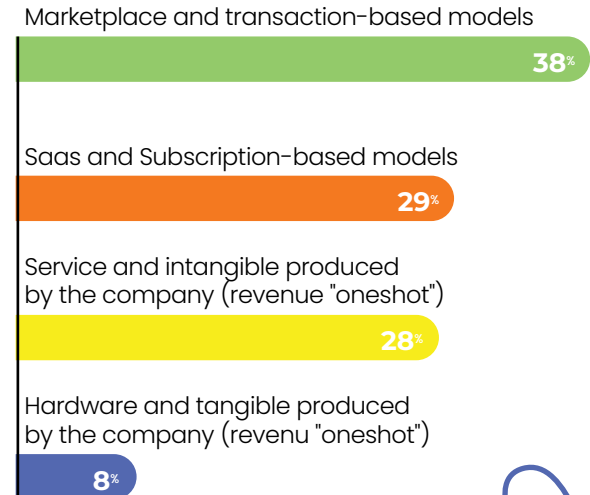 Marketplace and transaction-based models
38%
Saas and Subscription-based models
29%
Service and intangible produced
by the company (revenue "oneshot")
28%
Hardware and tangible produced
by the company (revenu "oneshot")
8%